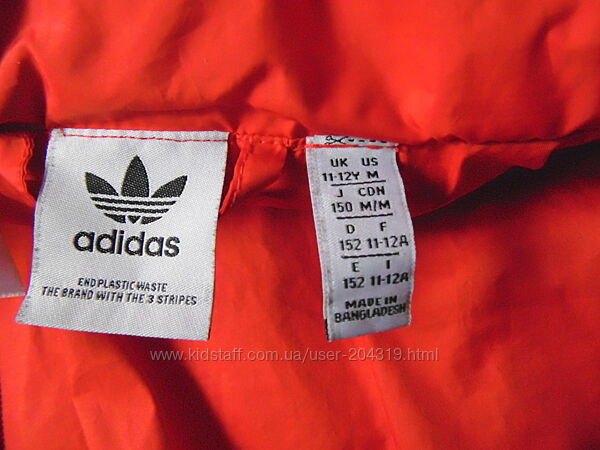 adidas
END PLASTIC WASTE
THE BRAND WITH THE 3 STRIPES
UK US
11-12Y M
J CDN
150 M/M
D F
152 11-12A
E I
152 11-12A
MADE IN
BANGLADESH
www.kidstaff.com.ua/user-204319.html